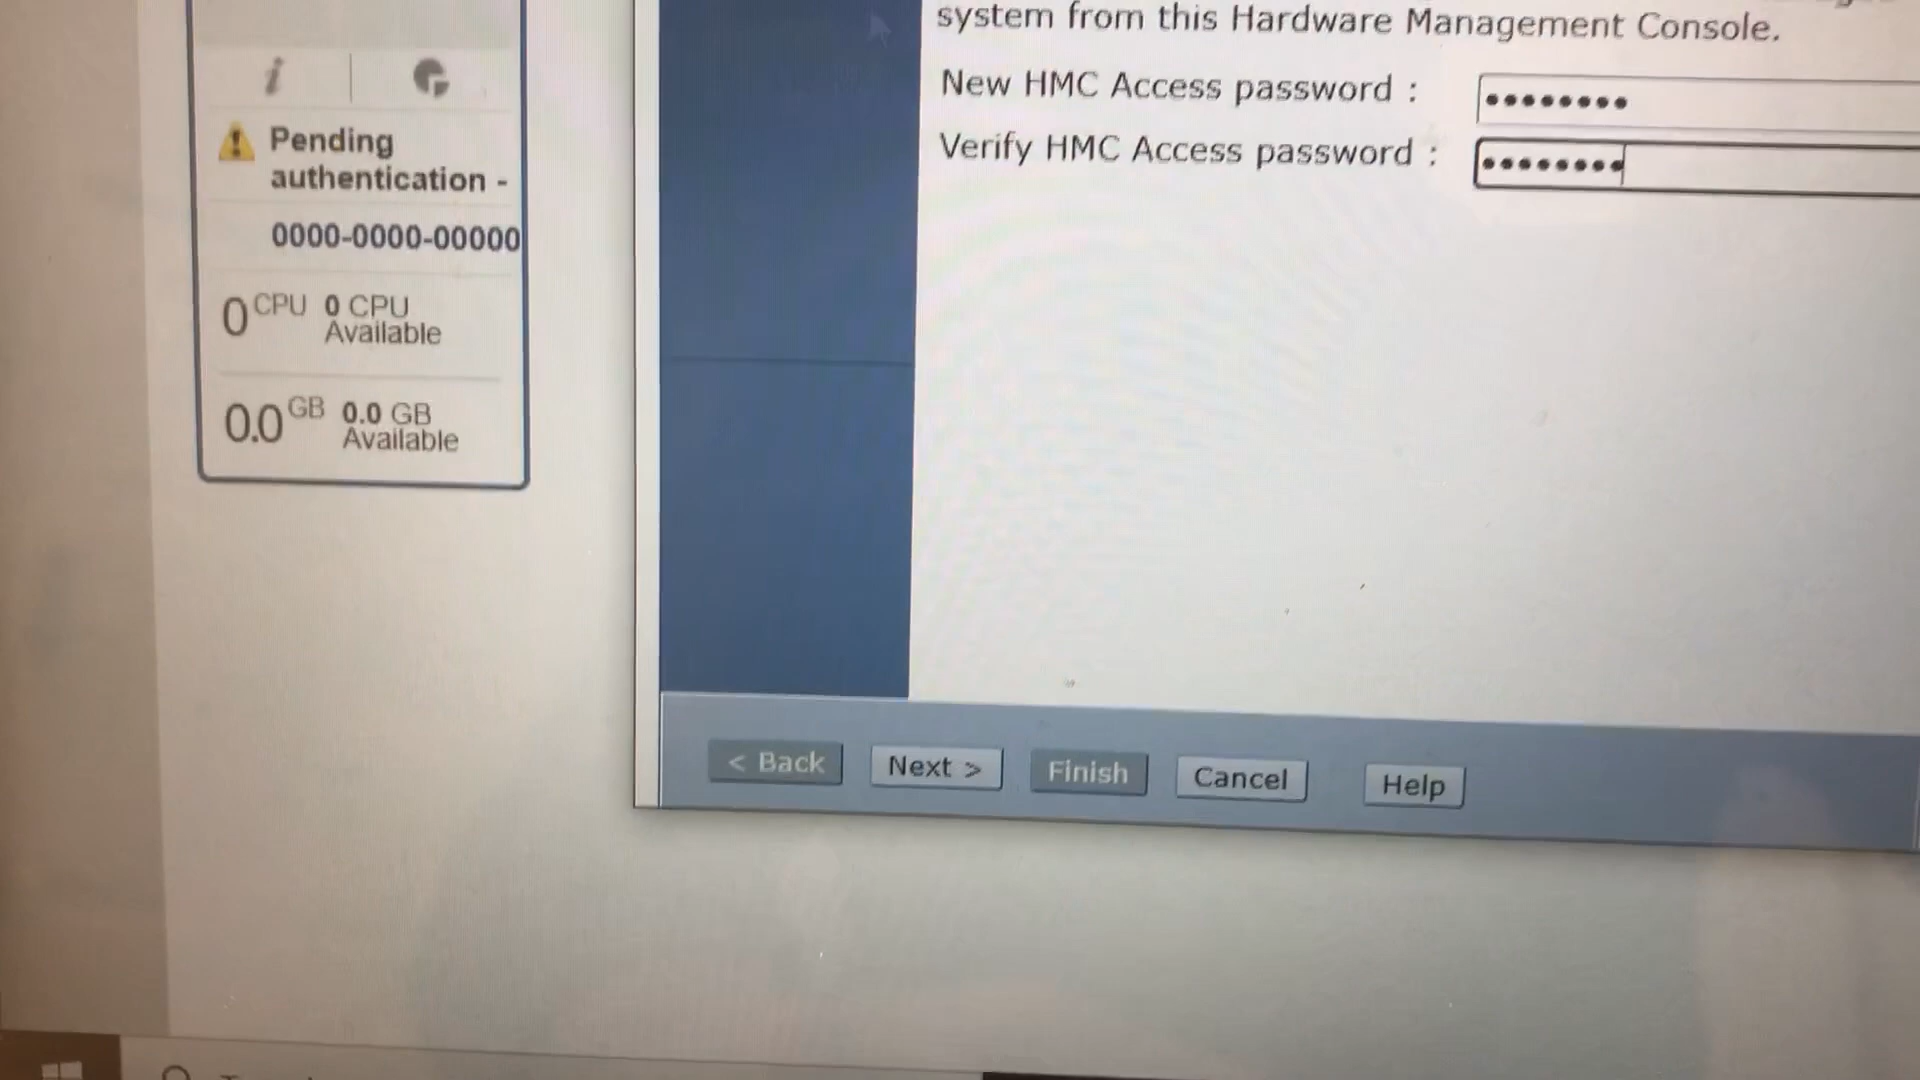 system from this Hardware Management Console.
New HMC Access password :
Verify HMC Access password :
Pending
authentication -
0000-0000-00000
0 CPU 0 CPU
Available
0.0 GB 0.0 GB
Available
< Back Next > Finish Cancel Help